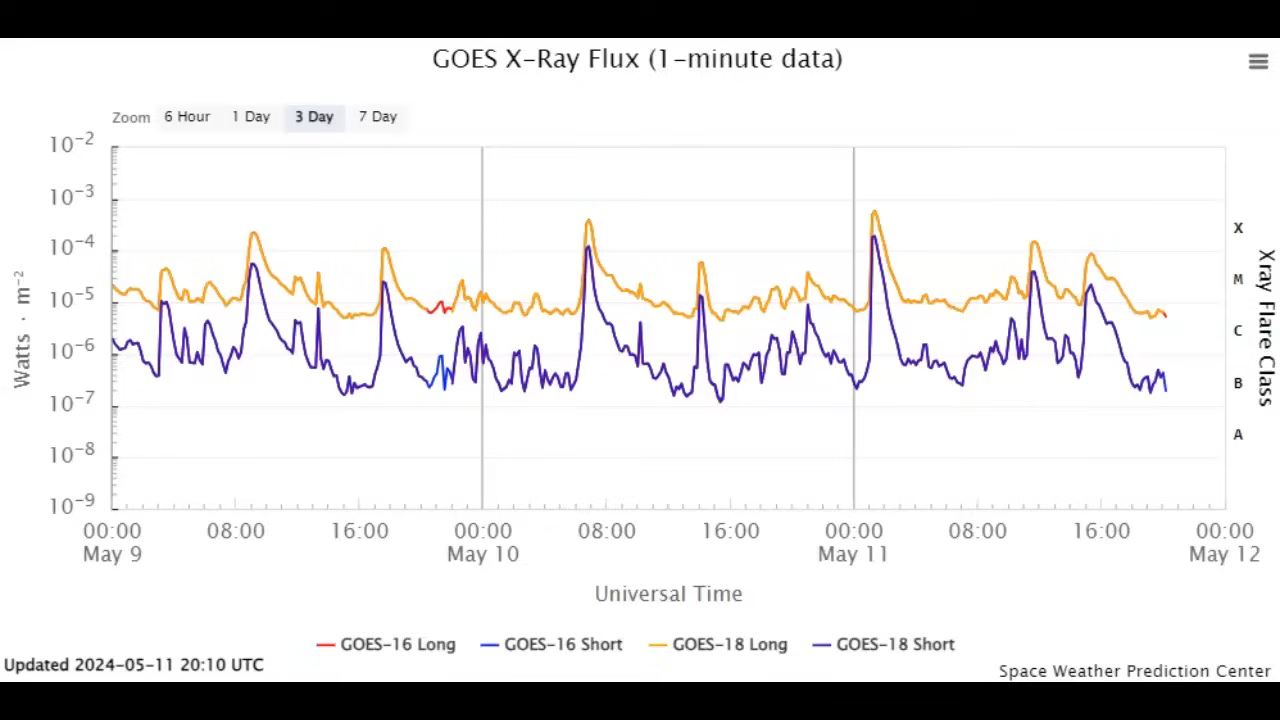 GOES X-Ray Flux (1-minute data)
Zoom 6 Hour 1 Day 3 Day 7 Day
10⁻²
10⁻³
10⁻⁴
10⁻⁵
10⁻⁶
10⁻⁷
10⁻⁸
10⁻⁹
Watts · m⁻²
X
M
C
B
A
Xray Flare Class
00:00 08:00 16:00 00:00 08:00 16:00 00:00 08:00 16:00 00:00
May 9 May 10 May 11 May 12
Universal Time
GOES-16 Long GOES-16 Short GOES-18 Long GOES-18 Short
Updated 2024-05-11 20:10 UTC
Space Weather Prediction Center